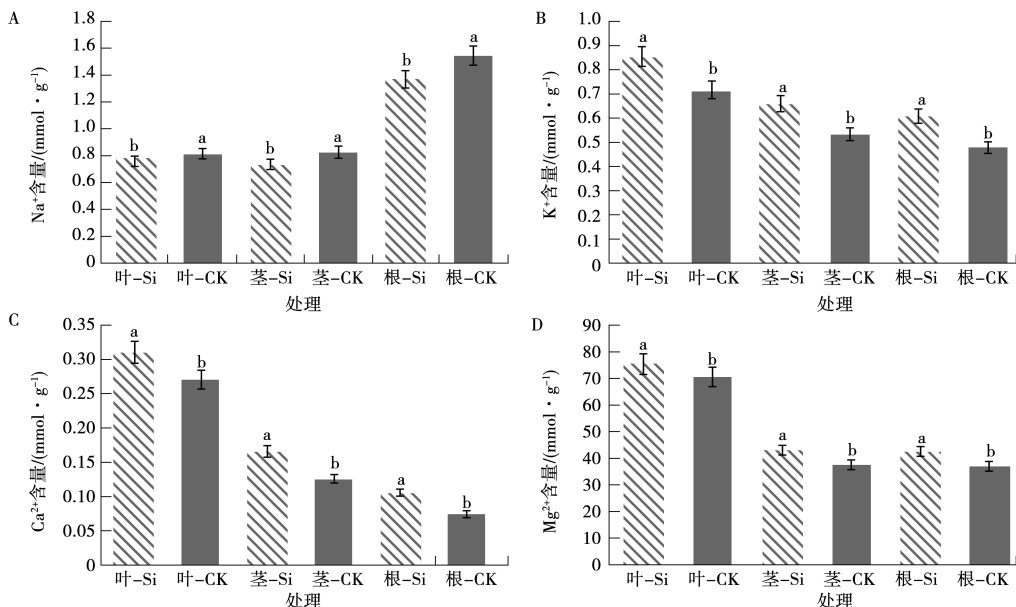 A
Na⁺含量/(mmol·g⁻¹)
1.8
1.6
1.4
1.2
1.0
0.8
0.6
0.4
0.2
0
b
a
b
a
b
a
叶-Si
叶-CK
茎-Si
茎-CK
根-Si
根-CK
处理
B
K⁺含量/(mmol·g⁻¹)
1.0
0.9
0.8
0.7
0.6
0.5
0.4
0.3
0.2
0.1
0.0
a
b
a
b
a
b
叶-Si
叶-CK
茎-Si
茎-CK
根-Si
根-CK
处理
C
Ca²⁺含量/(mmol·g⁻¹)
0.35
0.30
0.25
0.20
0.15
0.10
0.05
0
a
b
a
b
a
b
叶-Si
叶-CK
茎-Si
茎-CK
根-Si
根-CK
处理
D
Mg²⁺含量/(mmol·g⁻¹)
90
80
70
60
50
40
30
20
10
0
a
b
a
b
a
b
叶-Si
叶-CK
茎-Si
茎-CK
根-Si
根-CK
处理